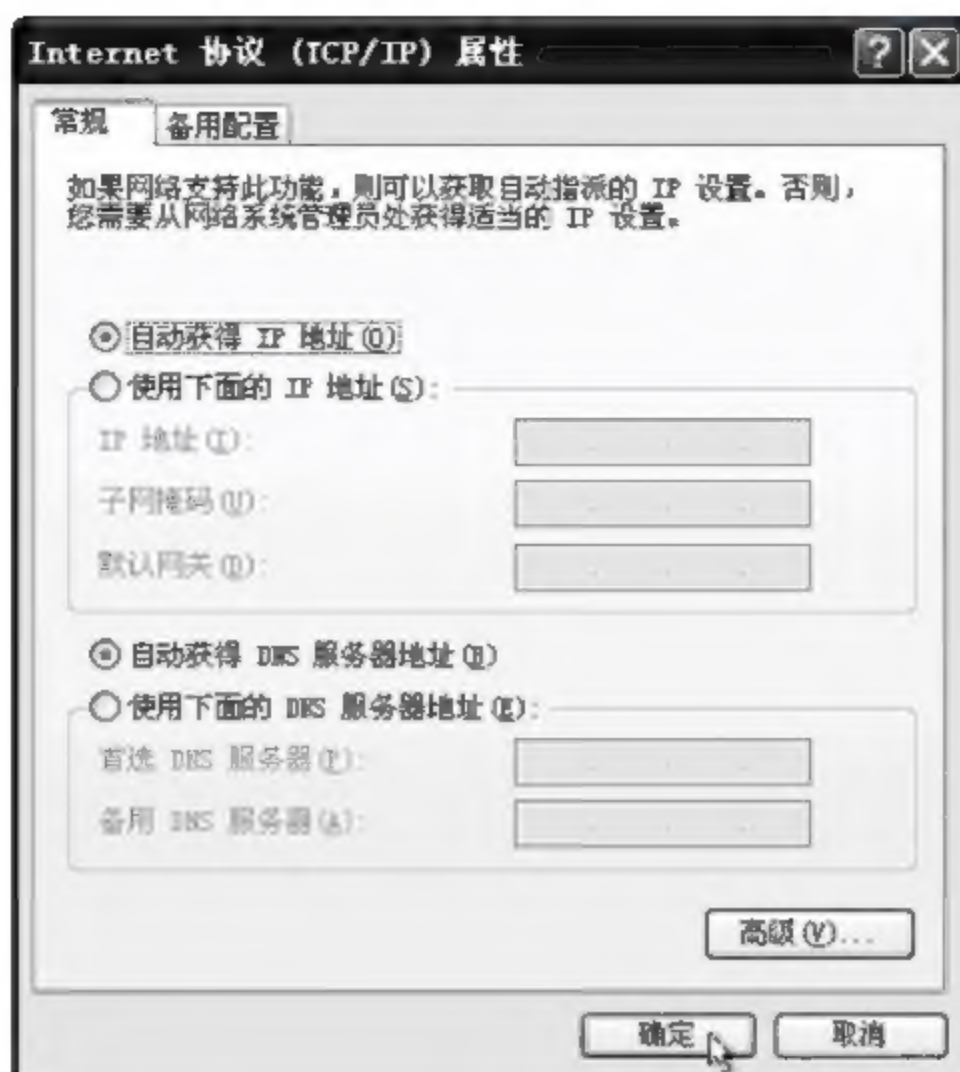 Internet 协议 (TCP/IP) 属性
常规
备用配置
如果网络支持此功能，则可以获取自动指派的 IP 设置。否则，
您需要从网络系统管理员处获得适当的 IP 设置。
自动获得 IP 地址(O)
使用下面的 IP 地址(S):
IP 地址(I):
子网掩码(U):
默认网关(D):
自动获得 DNS 服务器地址(B)
使用下面的 DNS 服务器地址(E):
首选 DNS 服务器(P):
备用 DNS 服务器(A):
高级(V)...
确定
取消